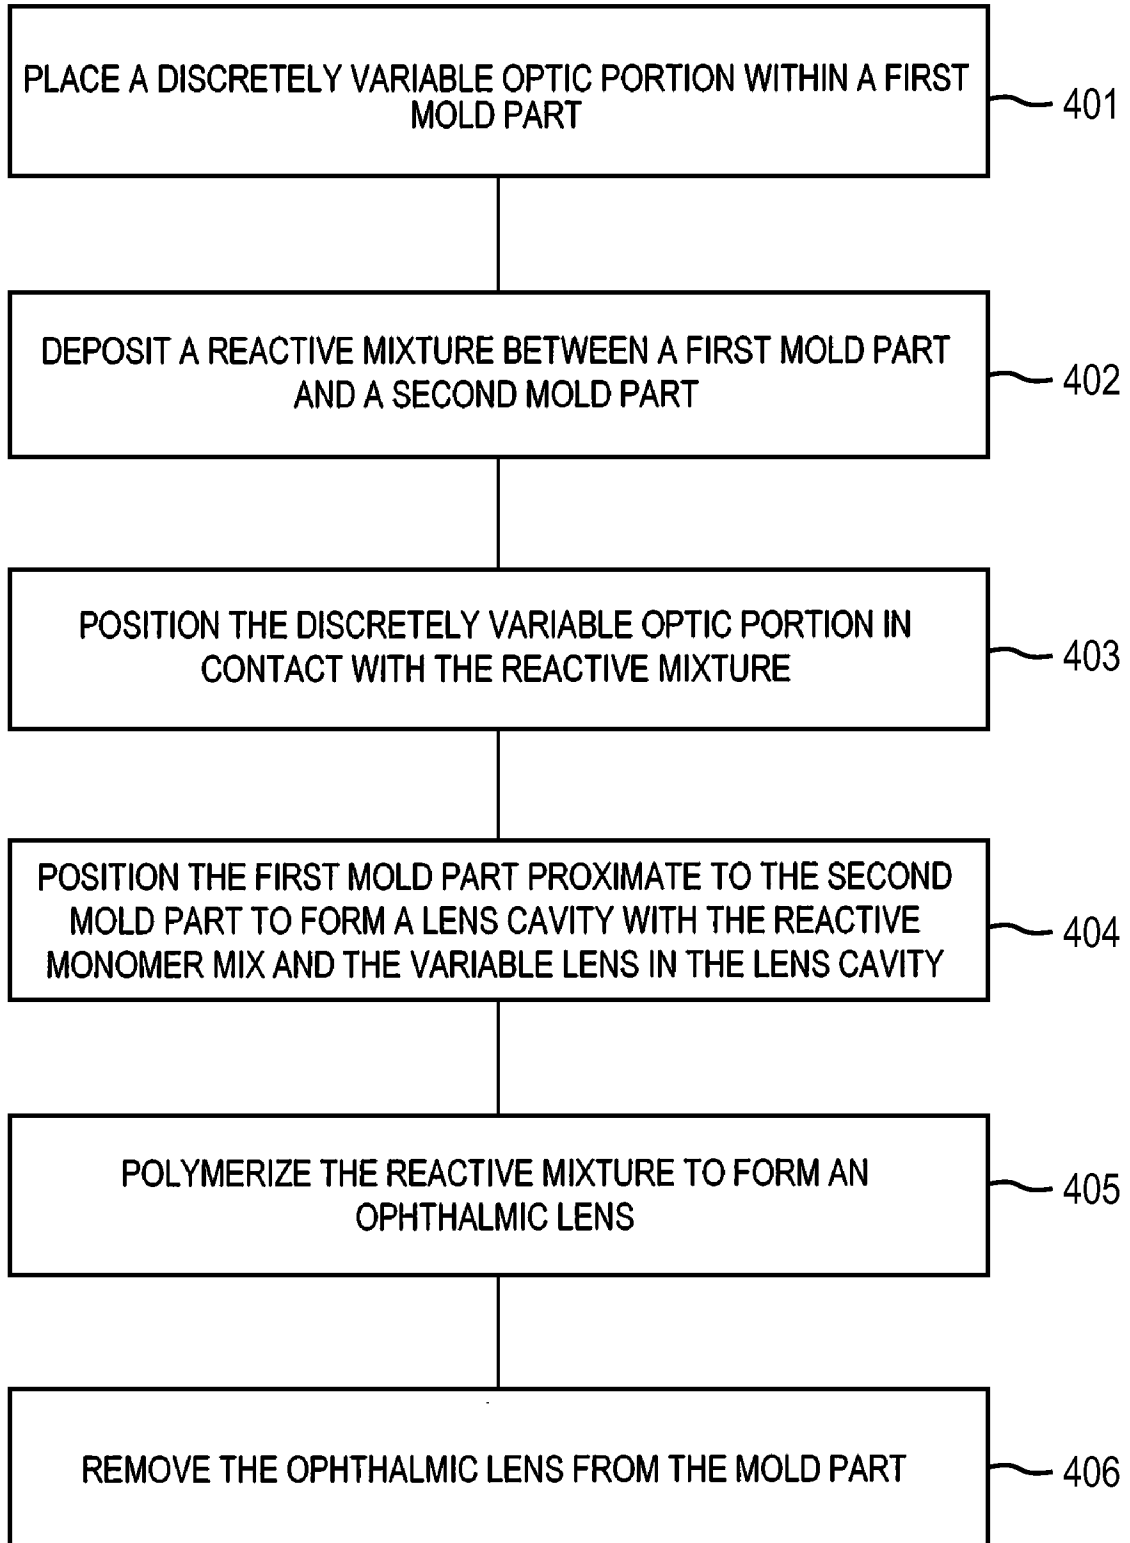 PLACE A DISCRETELY VARIABLE OPTIC PORTION WITHIN A FIRST
MOLD PART
401
DEPOSIT A REACTIVE MIXTURE BETWEEN A FIRST MOLD PART
AND A SECOND MOLD PART
402
POSITION THE DISCRETELY VARIABLE OPTIC PORTION IN
CONTACT WITH THE REACTIVE MIXTURE
403
POSITION THE FIRST MOLD PART PROXIMATE TO THE SECOND
MOLD PART TO FORM A LENS CAVITY WITH THE REACTIVE
MONOMER MIX AND THE VARIABLE LENS IN THE LENS CAVITY
404
POLYMERIZE THE REACTIVE MIXTURE TO FORM AN
OPHTHALMIC LENS
405
REMOVE THE OPHTHALMIC LENS FROM THE MOLD PART
406